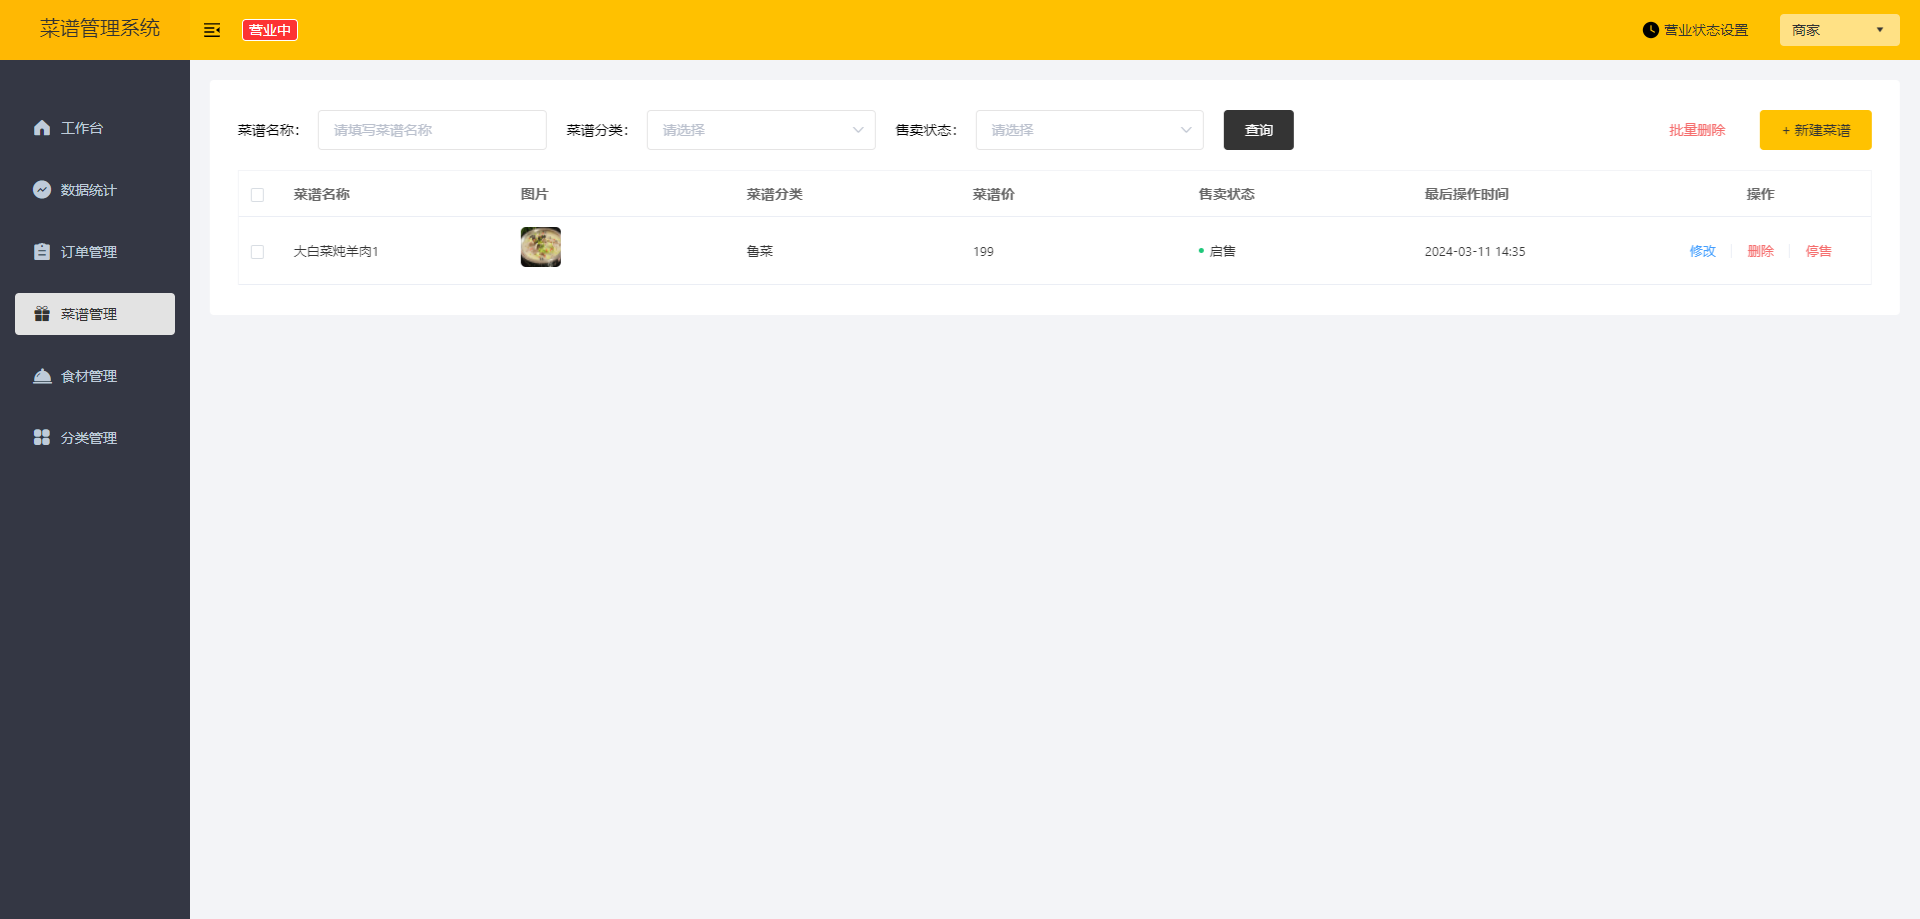 菜谱管理系统
营业中
营业状态设置
商家
工作台
数据统计
订单管理
菜谱管理
食材管理
分类管理
菜谱名称： 请填写菜谱名称 菜谱分类： 请选择 售卖状态： 请选择 查询 批量删除 + 新建菜谱
菜谱名称 图片 菜谱分类 菜谱价 售卖状态 最后操作时间 操作
大白菜炖羊肉1 鲁菜 199 启售 2024-03-11 14:35 修改 删除 停售